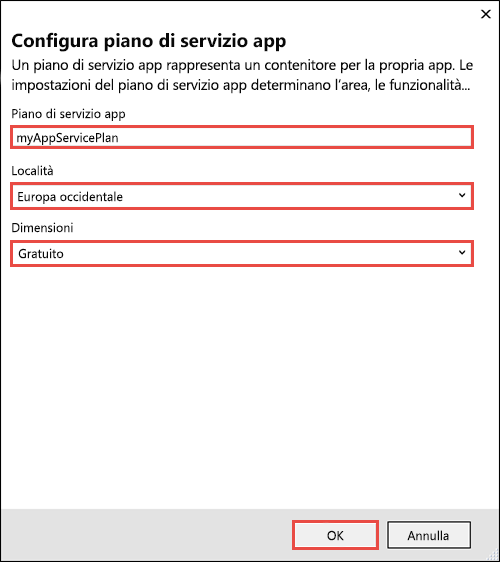 Configura piano di servizio app
Un piano di servizio app rappresenta un contenitore per la propria app. Le
impostazioni del piano di servizio app determinano l'area, le funzionalità...
Piano di servizio app
myAppServicePlan
Località
Europa occidentale
Dimensioni
Gratuito
OK
Annulla